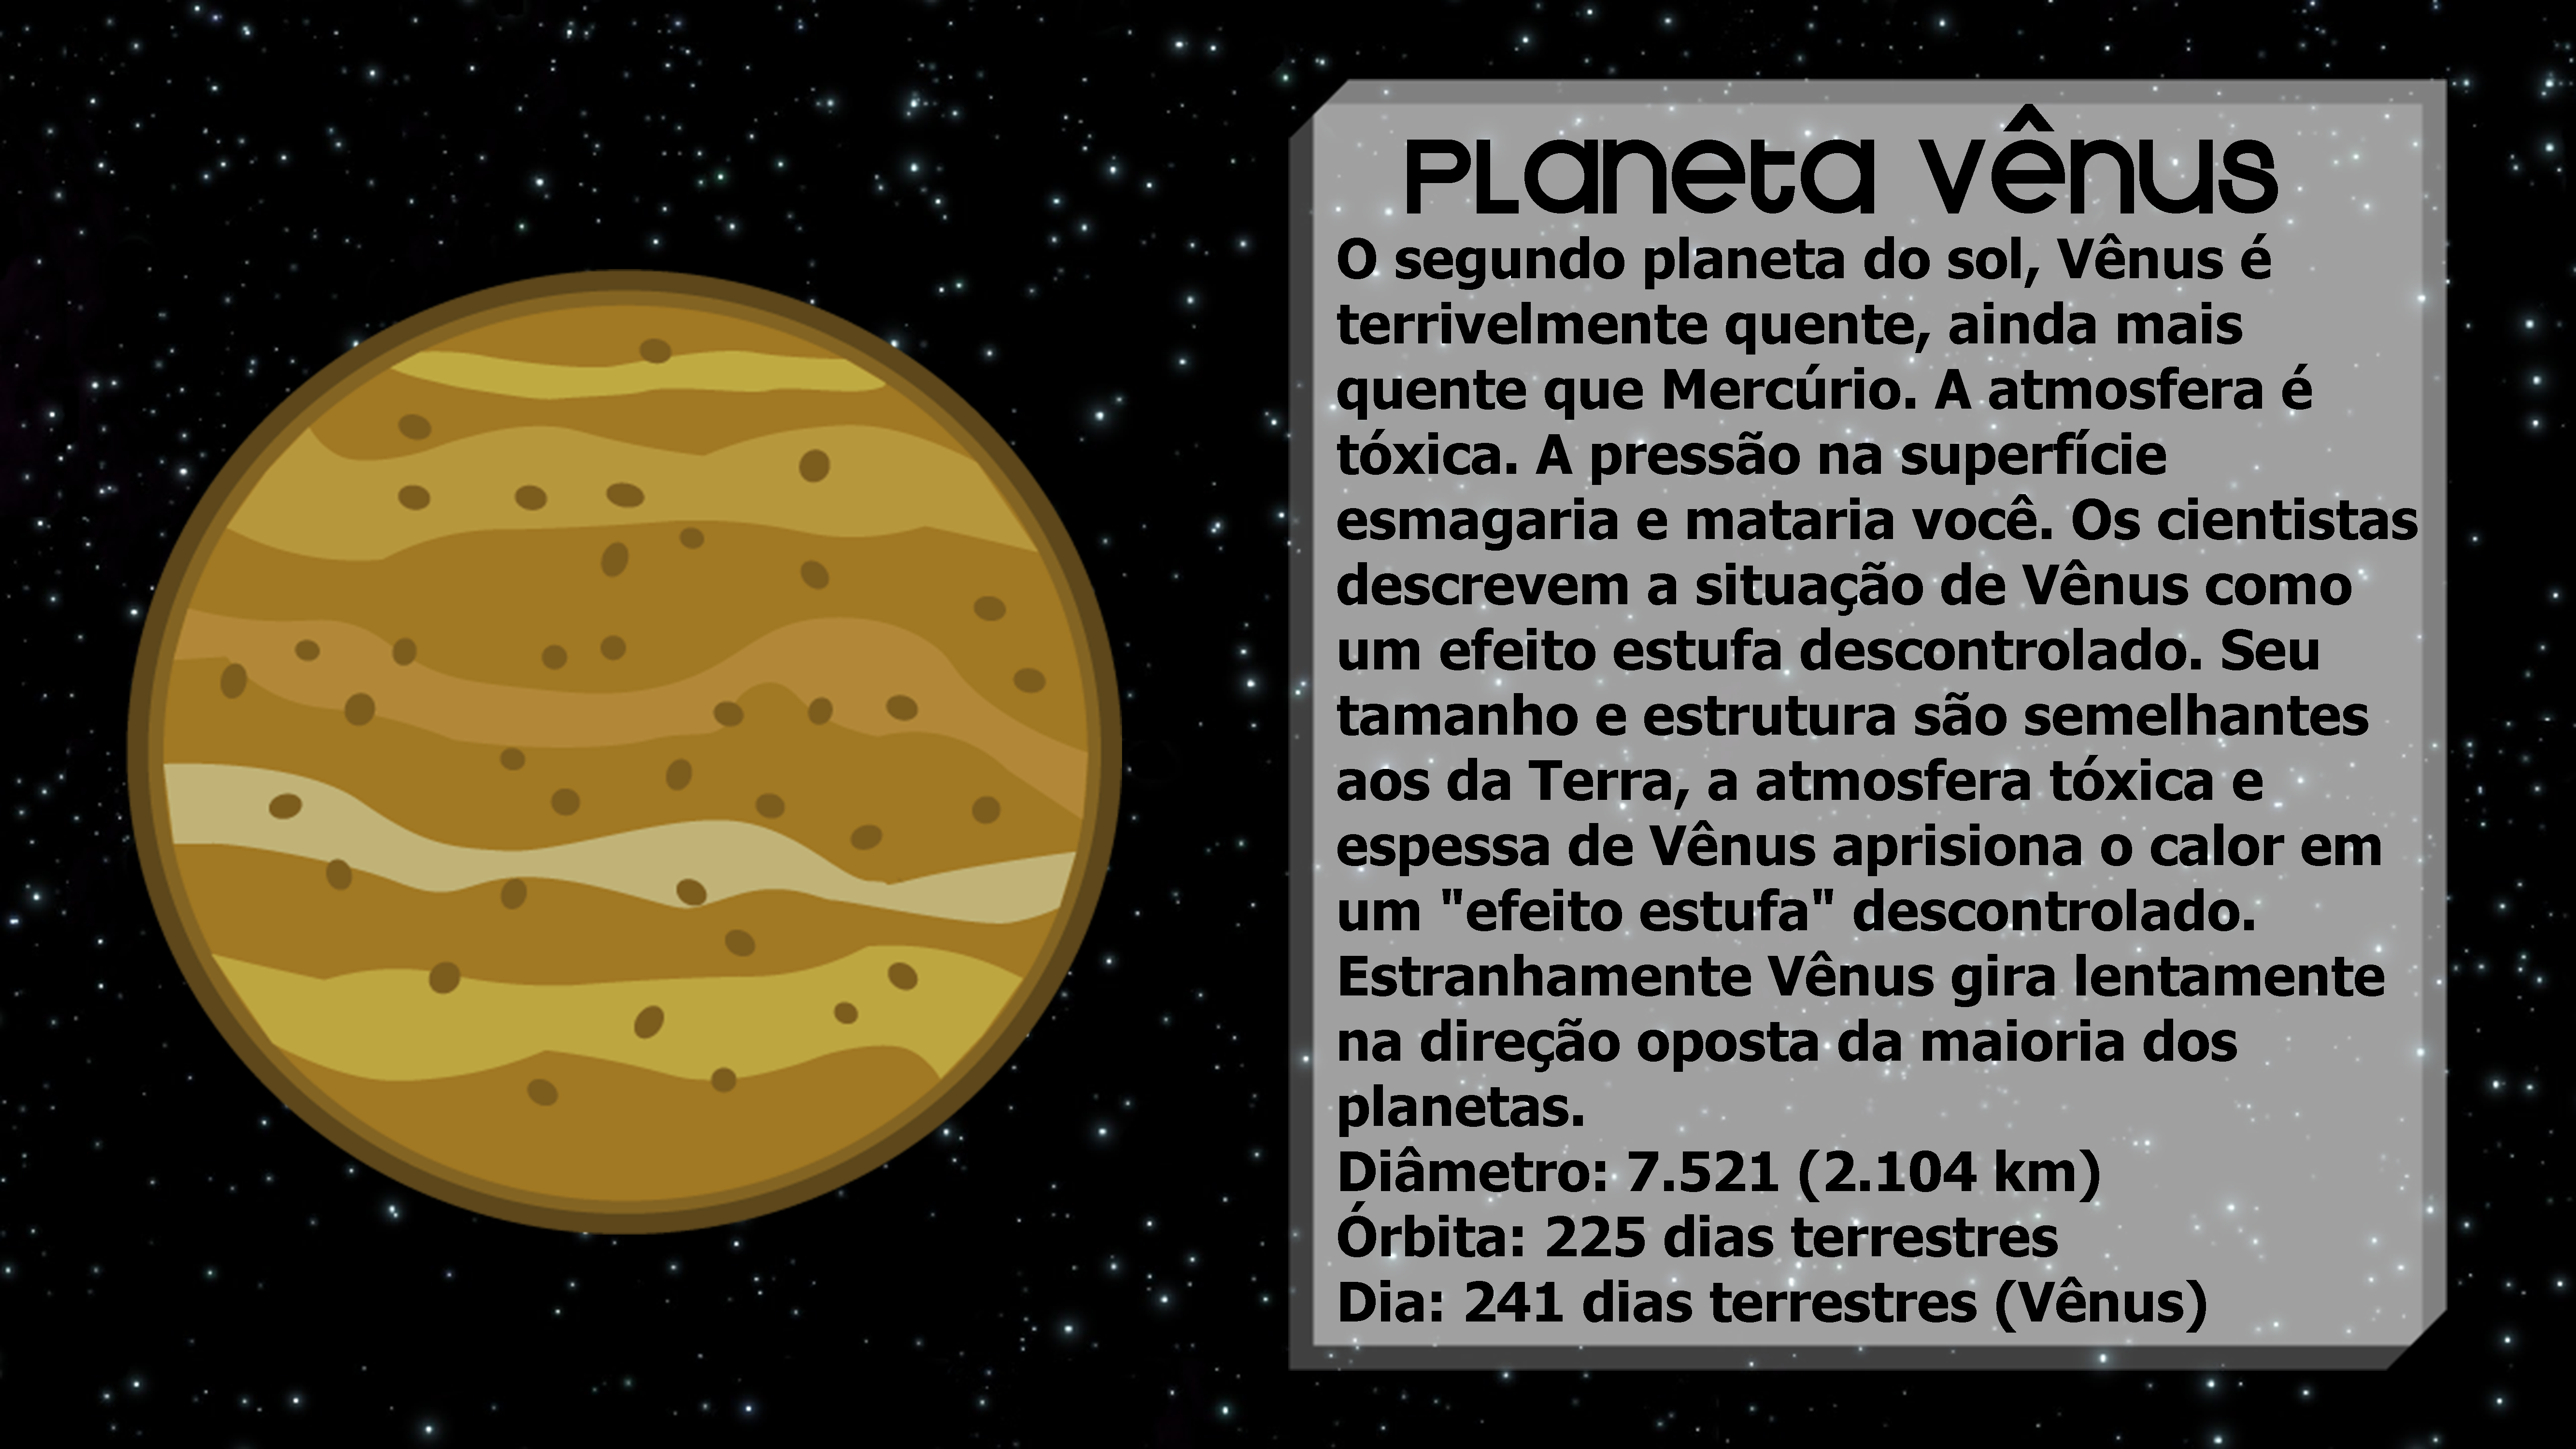 Planeta Vênus
O segundo planeta do sol, Vênus é
terrivelmente quente, ainda mais
quente que Mercúrio. A atmosfera é
tóxica. A pressão na superfície
esmagaria e mataria você. Os cientistas
descrevem a situação de Vênus como
um efeito estufa descontrolado. Seu
tamanho e estrutura são semelhantes
aos da Terra, a atmosfera tóxica e
espessa de Vênus aprisiona o calor em
um "efeito estufa" descontrolado.
Estranhamente Vênus gira lentamente
na direção oposta da maioria dos
planetas.
Diâmetro: 7.521 (2.104 km)
Órbita: 225 dias terrestres
Dia: 241 dias terrestres (Vênus)